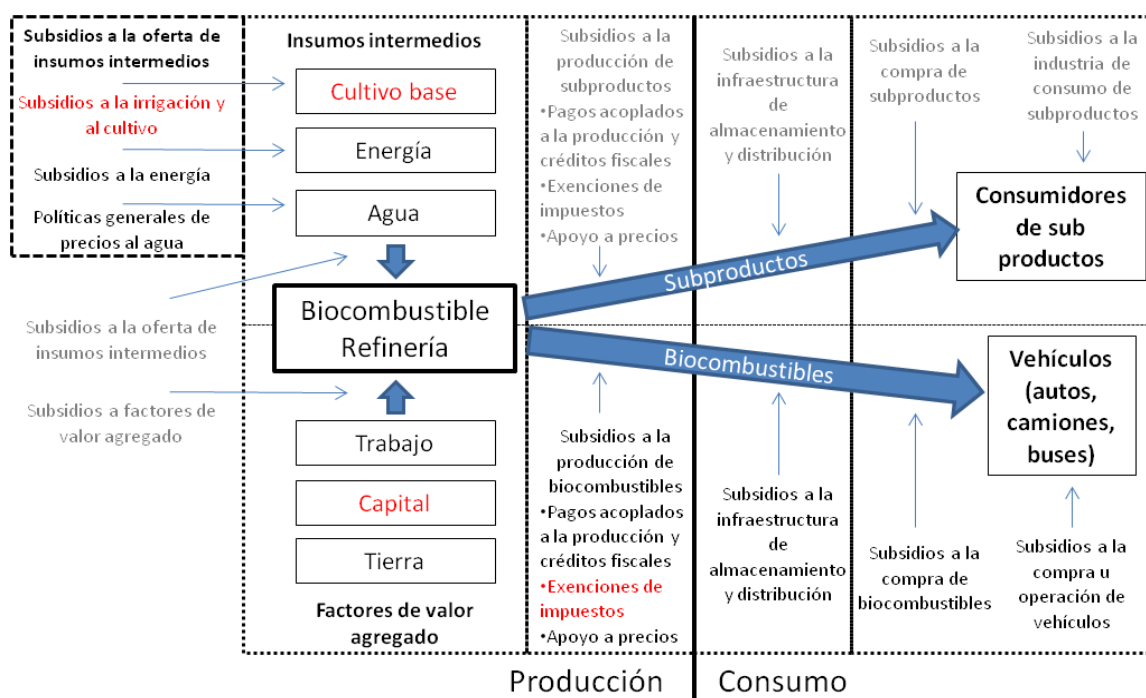 Subsidios a la oferta de
insumos intermedios
Subsidios a la irrigación y
al cultivo
Subsidios a la energía
Políticas generales de
precios al agua
Subsidios a la oferta de
insumos intermedios
Subsidios a factores de
valor agregado
Insumos intermedios
Cultivo base
Energía
Agua
Biocombustible
Refinería
Trabajo
Capital
Tierra
Factores de valor
agregado
Subsidios a la
producción de
subproductos
•Pagos acoplados
a la producción y
créditos fiscales
•Exenciones de
impuestos
•Apoyo a precios
Subsidios a la
infraestructura
de
almacenamiento
y distribución
Subsidios a la
compra de
subproductos
Subsidios a la
industria de
consumo de
subproductos
Subproductos
Consumidores
de sub
productos
Biocombustibles
Vehículos
(autos,
camiones,
buses)
Subsidios a la
producción de
biocombustibles
•Pagos acoplados
a la producción y
créditos fiscales
•Exenciones de
impuestos
•Apoyo a precios
Subsidios a la
infraestructura
de
almacenamiento
y distribución
Subsidios a la
compra de
biocombustibles
Subsidios a la
compra u
operación de
vehículos
Producción
Consumo